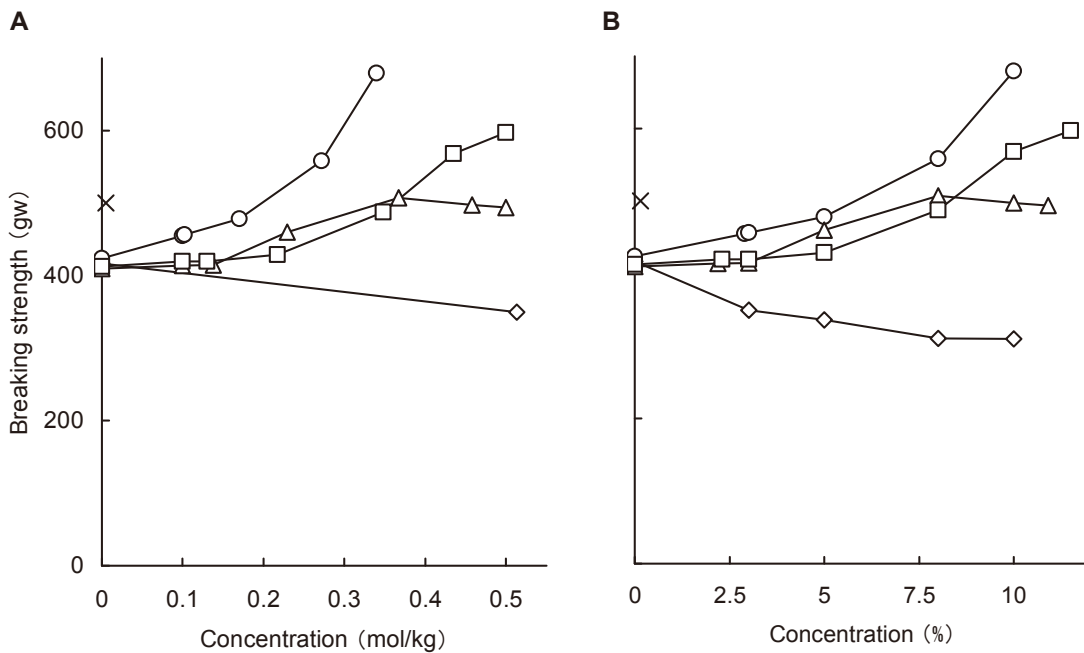 A
B
Breaking strength（gw）
600
400
200
0
0 0.1 0.2 0.3 0.4 0.5
Concentration（mol/kg）
0 2.5 5 7.5 10
Concentration（%）